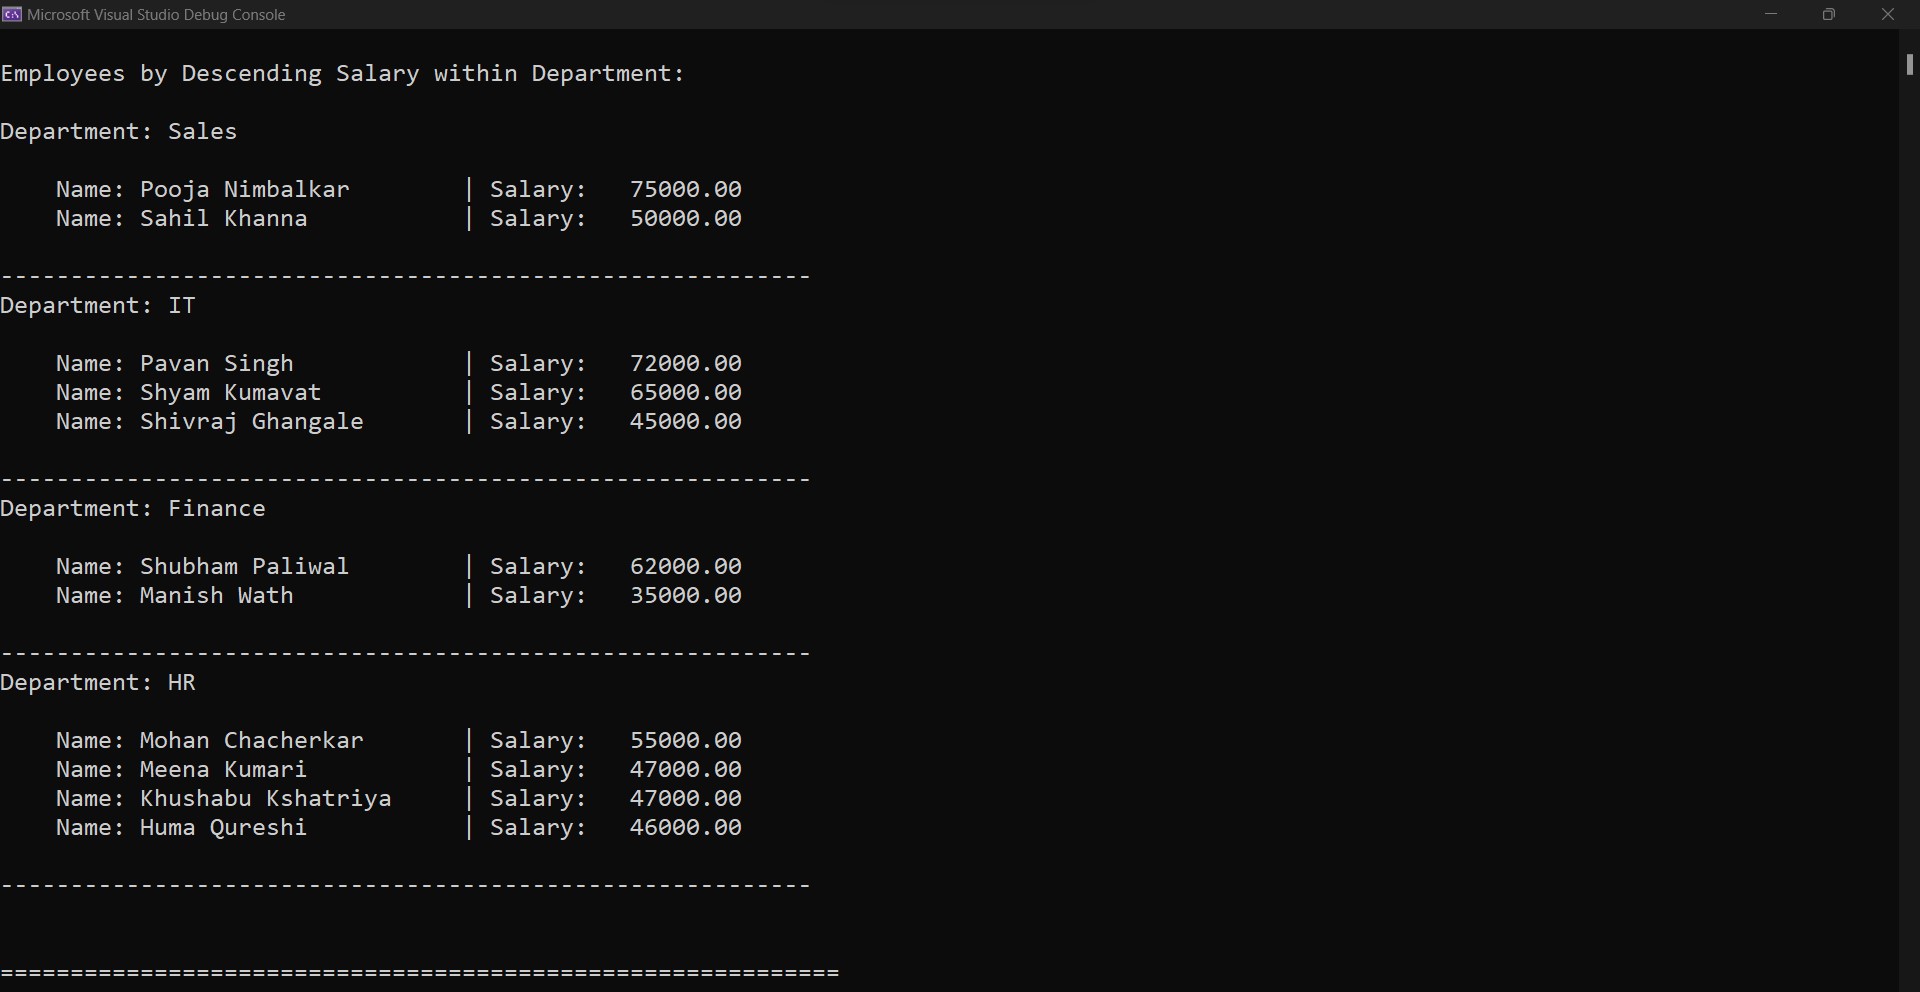 Microsoft Visual Studio Debug Console
Employees by Descending Salary within Department:
Department: Sales
Name: Pooja Nimbalkar | Salary: 75000.00
Name: Sahil Khanna | Salary: 50000.00
----------------------------------------------------------
Department: IT
Name: Pavan Singh | Salary: 72000.00
Name: Shyam Kumavat | Salary: 65000.00
Name: Shivraj Ghangale | Salary: 45000.00
----------------------------------------------------------
Department: Finance
Name: Shubham Paliwal | Salary: 62000.00
Name: Manish Wath | Salary: 35000.00
----------------------------------------------------------
Department: HR
Name: Mohan Chacherkar | Salary: 55000.00
Name: Meena Kumari | Salary: 47000.00
Name: Khushabu Kshatriya | Salary: 47000.00
Name: Huma Qureshi | Salary: 46000.00
----------------------------------------------------------
============================================================